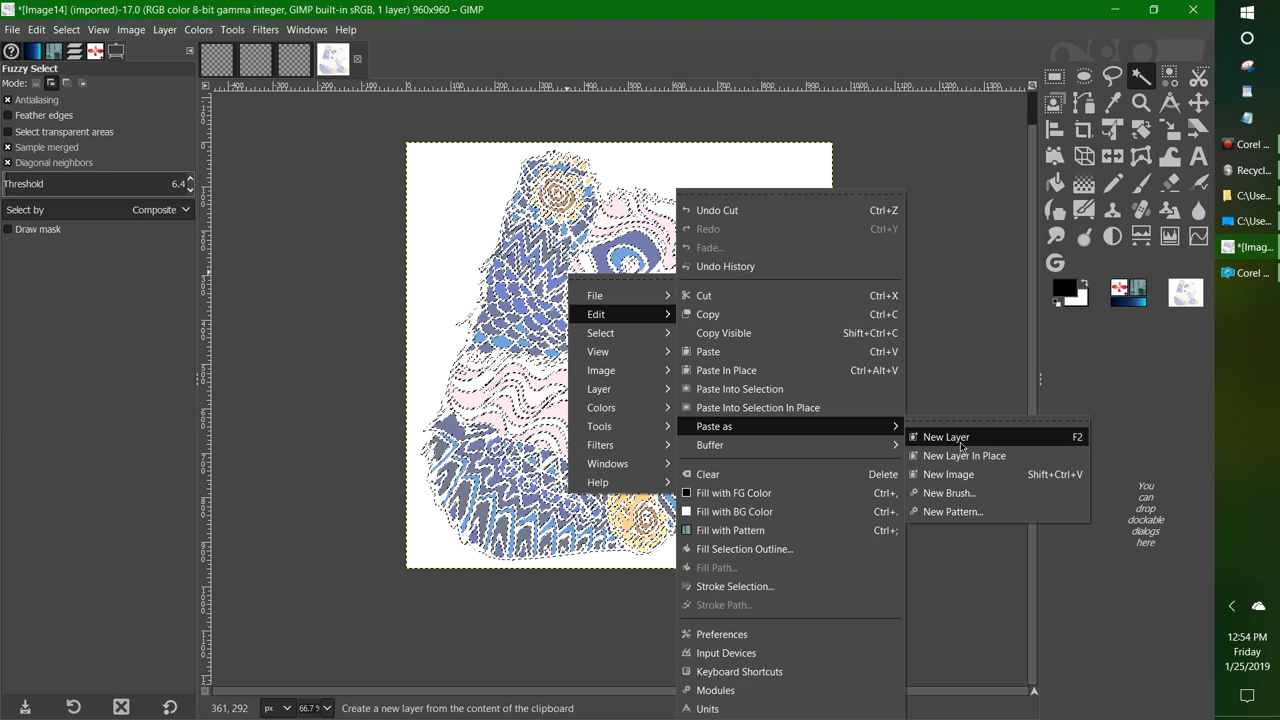 *[Image14] (imported)-17.0 (RGB color 8-bit gamma integer, GIMP built-in sRGB, 1 layer) 960x960 – GIMP
File Edit Select View Image Layer Colors Tools Filters Windows Help
Fuzzy Select
Mode:
Antialiasing
Feather edges
Select transparent areas
Sample merged
Diagonal neighbors
Threshold 6.4
Select by Composite
Draw mask
File
Edit
Select
View
Image
Layer
Colors
Tools
Filters
Windows
Help
Undo Cut Ctrl+Z
Redo Ctrl+Y
Fade...
Undo History
Cut Ctrl+X
Copy Ctrl+C
Copy Visible Shift+Ctrl+C
Paste Ctrl+V
Paste In Place Ctrl+Alt+V
Paste Into Selection
Paste Into Selection In Place
Paste as
Buffer
Clear Delete
Fill with FG Color Ctrl+,
Fill with BG Color Ctrl+.
Fill with Pattern Ctrl+;
Fill Selection Outline...
Fill Path...
Stroke Selection...
Stroke Path...
Preferences
Input Devices
Keyboard Shortcuts
Modules
Units
New Layer F2
New Layer In Place
New Image Shift+Ctrl+V
New Brush...
New Pattern...
You
can
drop
dockable
dialogs
here
Corel ...
Recycl...
C:\Use...
C:\Use...
*[Imag...
Corel ...
12:54 PM
Friday
1/25/2019
361, 292 px 66.7 % Create a new layer from the content of the clipboard